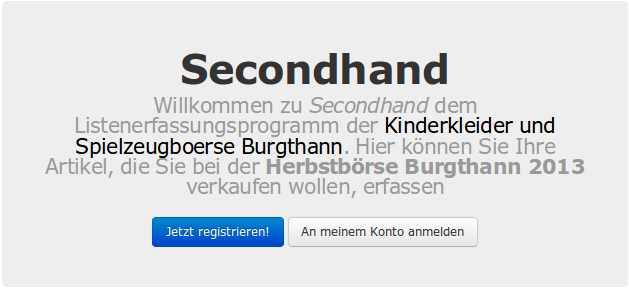 Secondhand
Willkommen zu Secondhand dem
Listenerfassungsprogramm der Kinderkleider und
Spielzeugboerse Burgthann. Hier können Sie Ihre
Artikel, die Sie bei der Herbstbörse Burgthann 2013
verkaufen wollen, erfassen
Jetzt registrieren! An meinem Konto anmelden